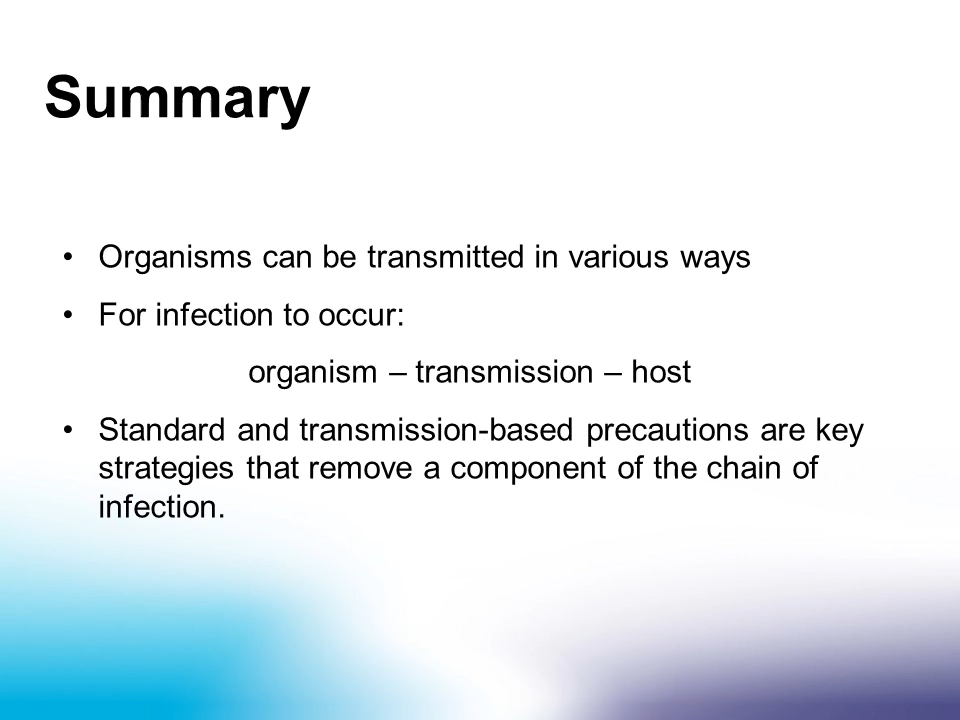 Summary
• Organisms can be transmitted in various ways
• For infection to occur:
organism – transmission – host
• Standard and transmission-based precautions are key
strategies that remove a component of the chain of
infection.